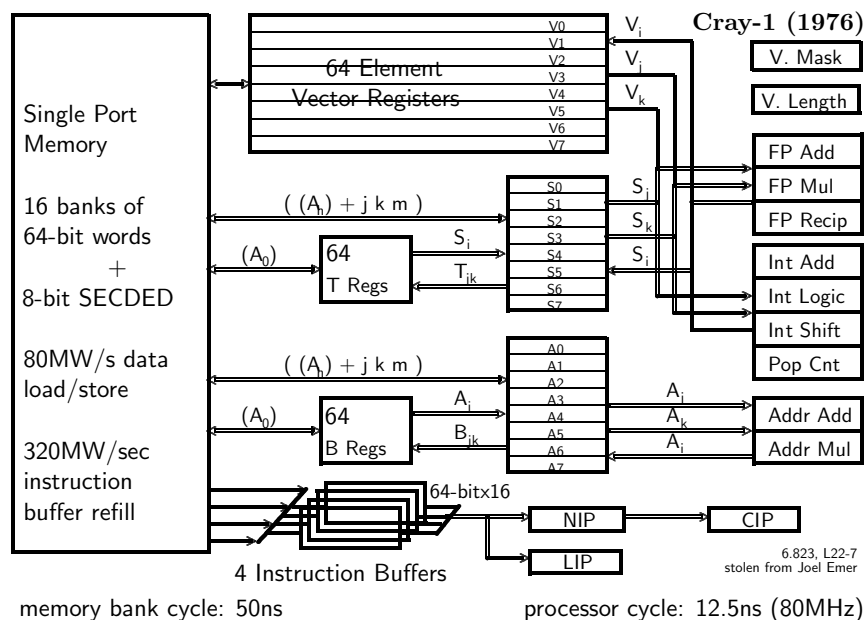 Cray-1 (1976)
Single Port
Memory
16 banks of
64-bit words
+
8-bit SECDED
80MW/s data
load/store
320MW/sec
instruction
buffer refill
64 Element
Vector Registers
V0
V1
V2
V3
V4
V5
V6
V7
Vi
Vj
Vk
V. Mask
V. Length
FP Add
FP Mul
FP Recip
( (Ah) + j k m )
(A0)
64
T Regs
Si
Tjk
S0
S1
S2
S3
S4
S5
S6
S7
Sj
Sk
Si
Int Add
Int Logic
Int Shift
Pop Cnt
( (Ah) + j k m )
(A0)
64
B Regs
Ai
Bjk
A0
A1
A2
A3
A4
A5
A6
A7
Aj
Ak
Ai
Addr Add
Addr Mul
64-bitx16
4 Instruction Buffers
NIP
CIP
LIP
6.823, L22-7
stolen from Joel Emer
memory bank cycle: 50ns
processor cycle: 12.5ns (80MHz)